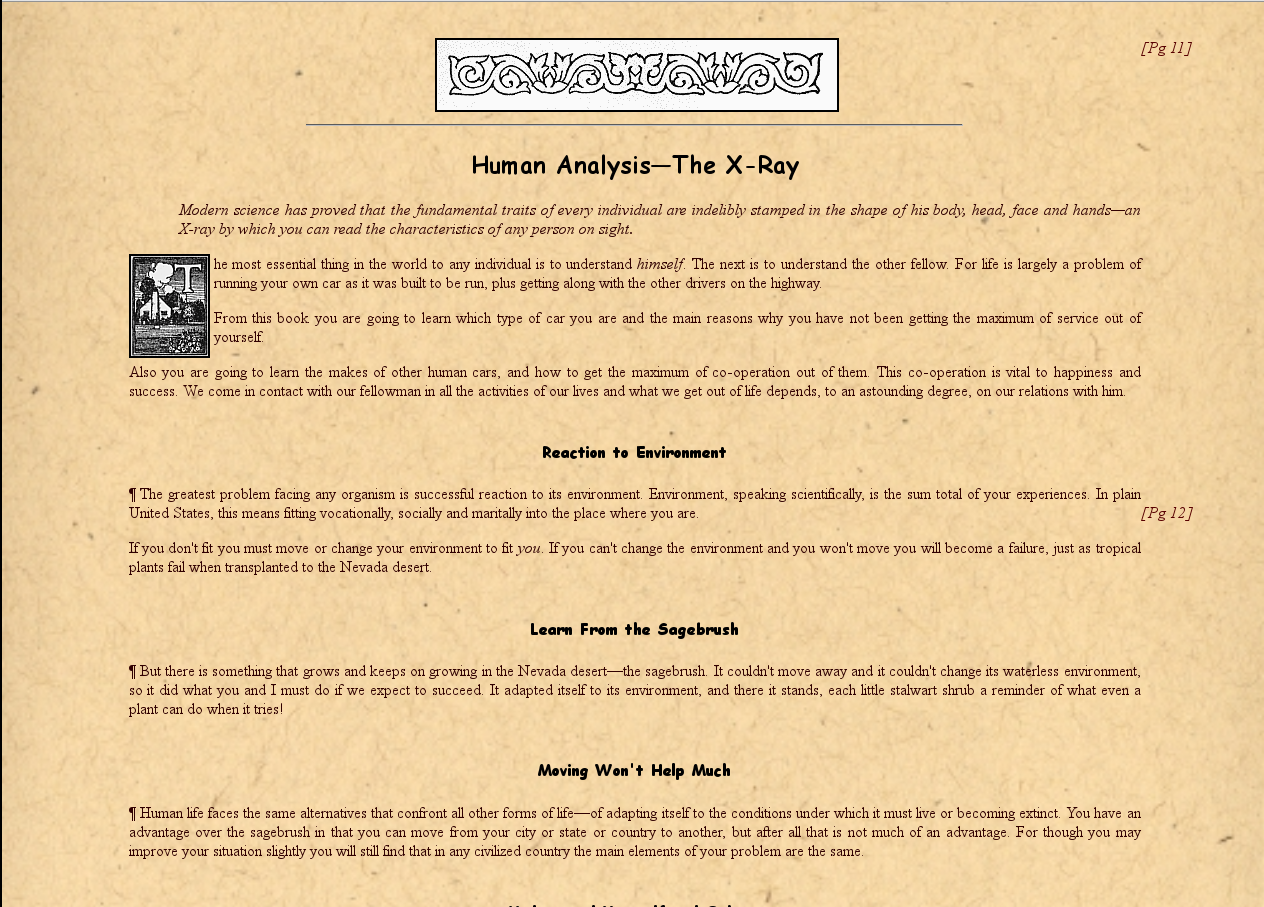 [Pg 11]
Human Analysis—The X-Ray
Modern science has proved that the fundamental traits of every individual are indelibly stamped in the shape of his body, head, face and hands—an
X-ray by which you can read the characteristics of any person on sight.
The most essential thing in the world to any individual is to understand himself. The next is to understand the other fellow. For life is largely a problem of
running your own car as it was built to be run, plus getting along with the other drivers on the highway.
From this book you are going to learn which type of car you are and the main reasons why you have not been getting the maximum of service out of
yourself.
Also you are going to learn the makes of other human cars, and how to get the maximum of co-operation out of them. This co-operation is vital to happiness and
success. We come in contact with our fellowman in all the activities of our lives and what we get out of life depends, to an astounding degree, on our relations with him.
Reaction to Environment
¶ The greatest problem facing any organism is successful reaction to its environment. Environment, speaking scientifically, is the sum total of your experiences. In plain
United States, this means fitting vocationally, socially and maritally into the place where you are.
[Pg 12]
If you don't fit you must move or change your environment to fit you. If you can't change the environment and you won't move you will become a failure, just as tropical
plants fail when transplanted to the Nevada desert.
Learn From the Sagebrush
¶ But there is something that grows and keeps on growing in the Nevada desert—the sagebrush. It couldn't move away and it couldn't change its waterless environment,
so it did what you and I must do if we expect to succeed. It adapted itself to its environment, and there it stands, each little stalwart shrub a reminder of what even a
plant can do when it tries!
Moving Won't Help Much
¶ Human life faces the same alternatives that confront all other forms of life—of adapting itself to the conditions under which it must live or becoming extinct. You have an
advantage over the sagebrush in that you can move from your city or state or country to another, but after all that is not much of an advantage. For though you may
improve your situation slightly you will still find that in any civilized country the main elements of your problem are the same.